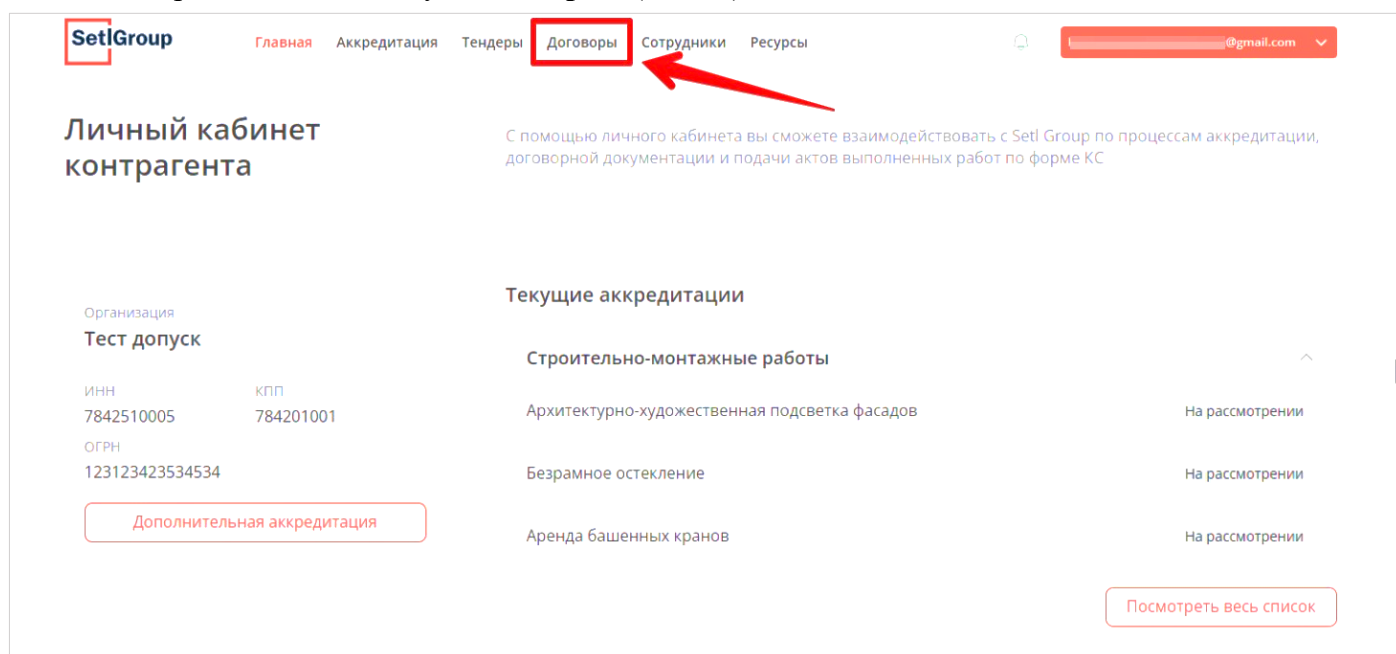 SetlGroup
Главная Аккредитация Тендеры Договоры Сотрудники Ресурсы
@gmail.com
Личный кабинет
контрагента
С помощью личного кабинета вы сможете взаимодействовать с Setl Group по процессам аккредитации,
договорной документации и подачи актов выполненных работ по форме КС
Текущие аккредитации
Организация
Тест допуск
ИНН КПП
7842510005 784201001
ОГРН
123123423534534
Дополнительная аккредитация
Строительно-монтажные работы
Архитектурно-художественная подсветка фасадов На рассмотрении
Безрамное остекление На рассмотрении
Аренда башенных кранов На рассмотрении
Посмотреть весь список